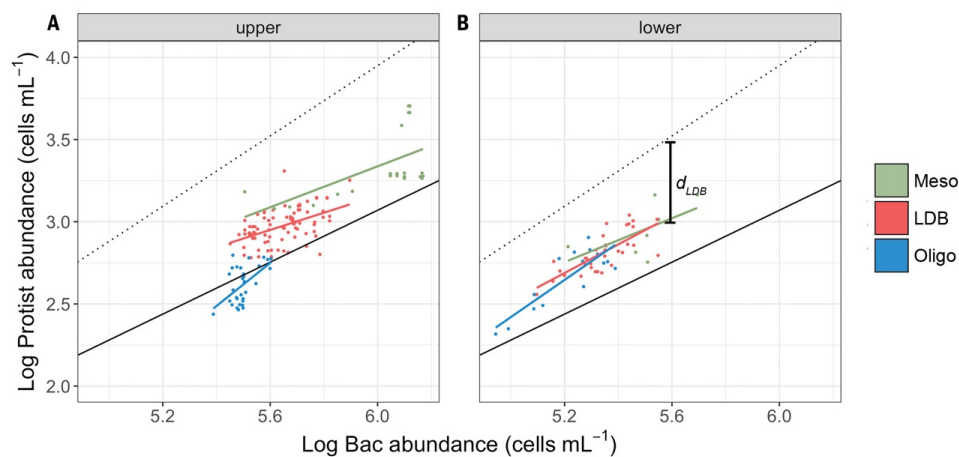 A
upper
B
lower
Log Protist abundance (cells mL⁻¹)
4.0
3.5
3.0
2.5
2.0
d_LDB
Meso
LDB
Oligo
5.2
5.6
6.0
5.2
5.6
6.0
Log Bac abundance (cells mL⁻¹)